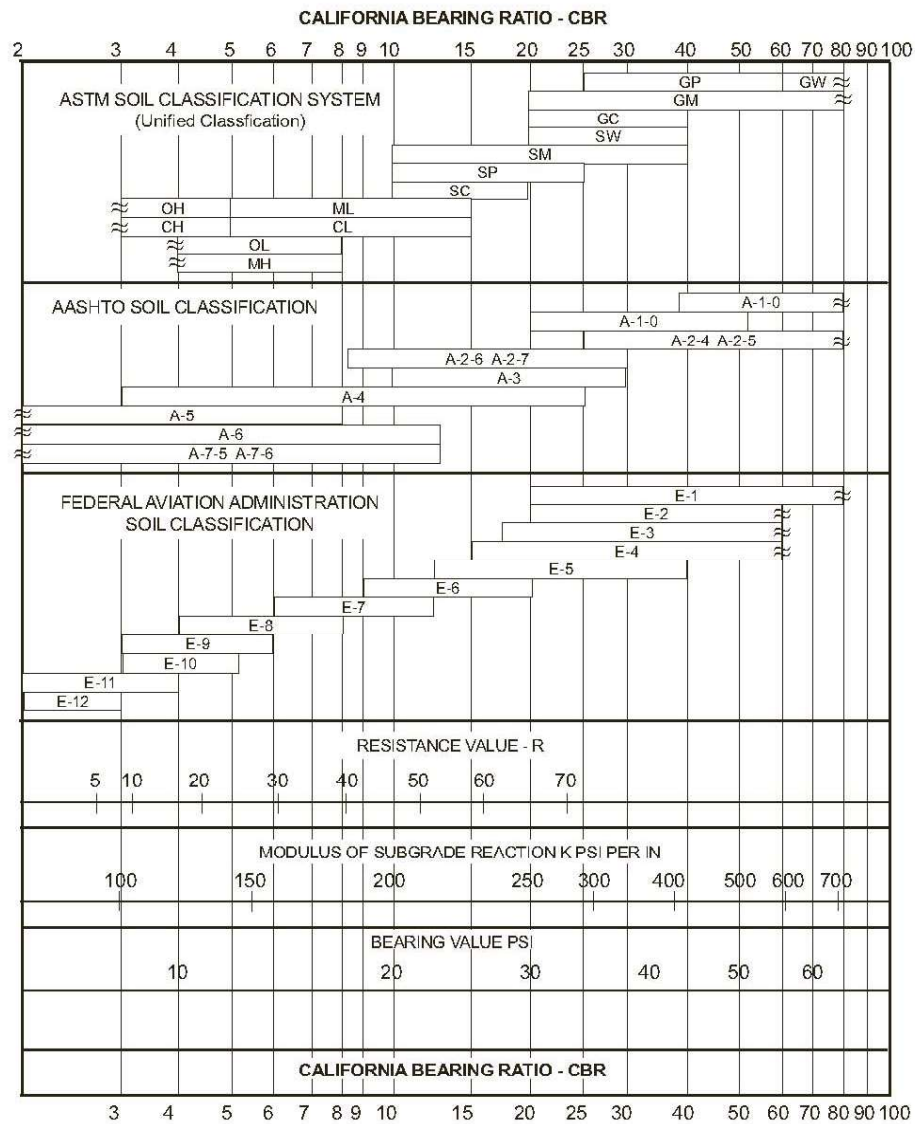 CALIFORNIA BEARING RATIO - CBR
2 3 4 5 6 7 8 9 10 15 20 25 30 40 50 60 70 80 90 100
ASTM SOIL CLASSIFICATION SYSTEM
(Unified Classfication)
GP GW
GM
GC
SW
SM
SP
SC
OH ML
CH CL
OL
MH
AASHTO SOIL CLASSIFICATION
A-1-0
A-1-0
A-2-4 A-2-5
A-2-6 A-2-7
A-3
A-4
A-5
A-6
A-7-5 A-7-6
FEDERAL AVIATION ADMINISTRATION
SOIL CLASSIFICATION
E-1
E-2
E-3
E-4
E-5
E-6
E-7
E-8
E-9
E-10
E-11
E-12
RESISTANCE VALUE - R
5 10 20 30 40 50 60 70
MODULUS OF SUBGRADE REACTION K PSI PER IN
100 150 200 250 300 400 500 600 700
BEARING VALUE PSI
10 20 30 40 50 60
CALIFORNIA BEARING RATIO - CBR
3 4 5 6 7 8 9 10 15 20 25 30 40 50 60 70 80 90 100